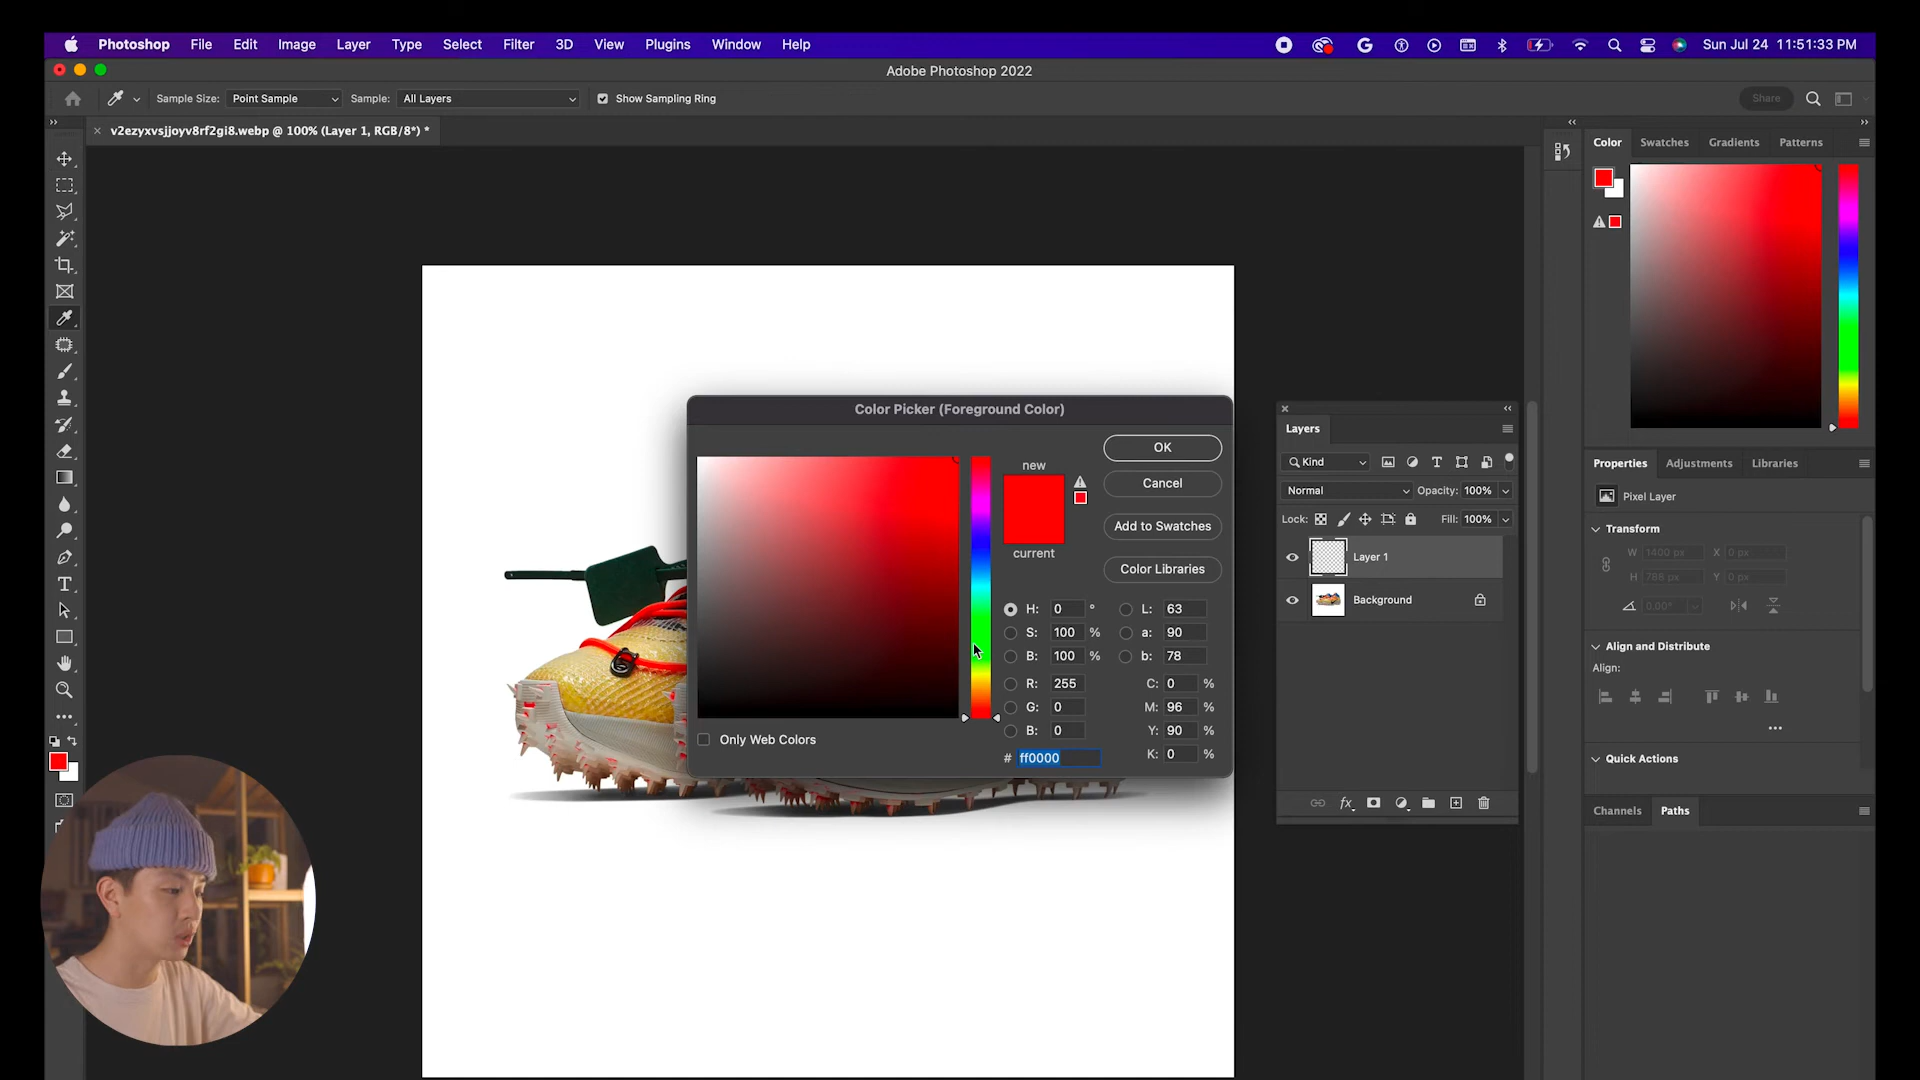 Photoshop File Edit Image Layer Type Select Filter 3D View Plugins Window Help Sun Jul 24 11:51:33 PM
Adobe Photoshop 2022
Sample Size: Point Sample Sample: All Layers Show Sampling Ring Share
v2ezyxvsjjoyv8rf2gi8.webp @ 100% (Layer 1, RGB/8*) *
Color Swatches Gradients Patterns
Color Picker (Foreground Color)
new
current
OK
Cancel
Add to Swatches
Color Libraries
H: 0 ° L: 63
S: 100 % a: 90
B: 100 % b: 78
R: 255 C: 0 %
G: 0 M: 96 %
B: 0 Y: 90 %
# ff0000 K: 0 %
Only Web Colors
Layers
Kind
Normal Opacity: 100%
Lock: Fill: 100%
Layer 1
Background
fx
Properties Adjustments Libraries
Pixel Layer
Transform
W 1400 px X 0 px
H 786 px Y 0 px
0.00°
Align and Distribute
Align:
Quick Actions
Channels Paths